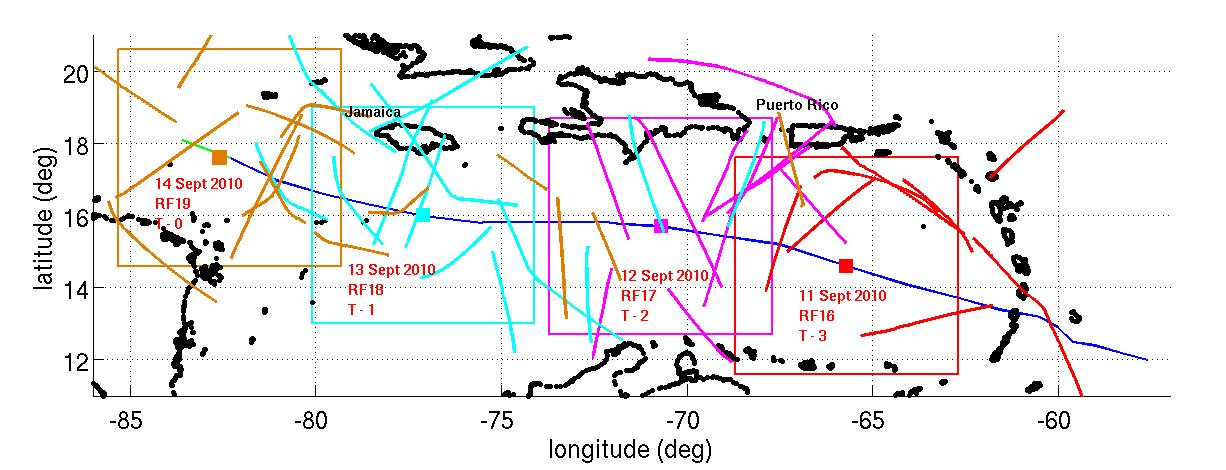 20
18
16
14
12
latitude (deg)
Jamaica
Puerto Rico
14 Sept 2010
RF19
T - 0
13 Sept 2010
RF18
T - 1
12 Sept 2010
RF17
T - 2
11 Sept 2010
RF16
T - 3
-85
-80
-75
-70
-65
-60
longitude (deg)